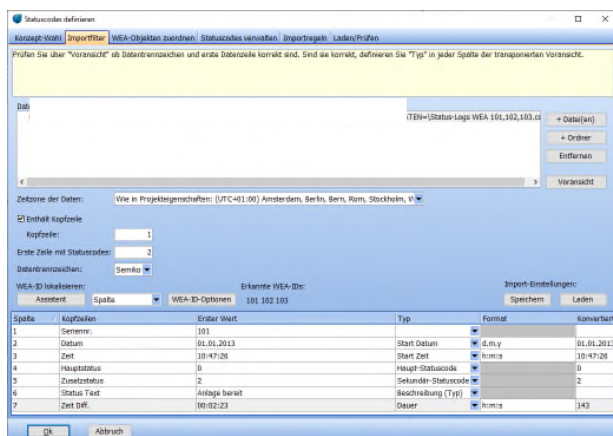 Statuscodes definieren
Konzept-Wahl Importfilter WEA-Objekten zuordnen Statuscodes verwalten Importregeln Laden/Prüfen
Prüfen Sie über "Voransicht" ob Datentrennzeichen und erste Datenzeile korrekt sind. Sind sie korrekt, definieren Sie "Typ" in jeder Spalte der transponierten Voransicht.
\Status-Logs WEA 101,102,103.
+ Datei(en)
+ Ordner
Entfernen
Voransicht
Zeitzone der Daten: Wie in Projekteigenschaften: (UTC+01:00) Amsterdam, Berlin, Bern, Rom, Stockholm,
Enthält Kopfzeile
Kopfzeile: 1
Erste Zeile mit Statuscodes: 2
Datentrennzeichen: Semiko
WEA-ID lokalisieren: Erkannte WEA-IDs: Import-Einstellungen:
Assistent Spalte WEA-ID-Optionen 101 102 103 Speichern Laden
Spalte Kopfzeilen Erster Wert Typ Format Konvertiert
1 Seriennr. 101
2 Datum 01.01.2013 Start Datum d.m.y 01.01.2013
3 Zeit 10:47:26 Start Zeit h:m:s 10:47:26
4 Hauptstatus 0 Haupt-Statuscode 0
5 Zusatzstatus 2 Sekundär-Statuscode 2
6 Status Text Anlage bereit Beschreibung (Typ)
7 Zeit Diff. 00:02:23 Dauer h:m:s 143
Ok Abbruch